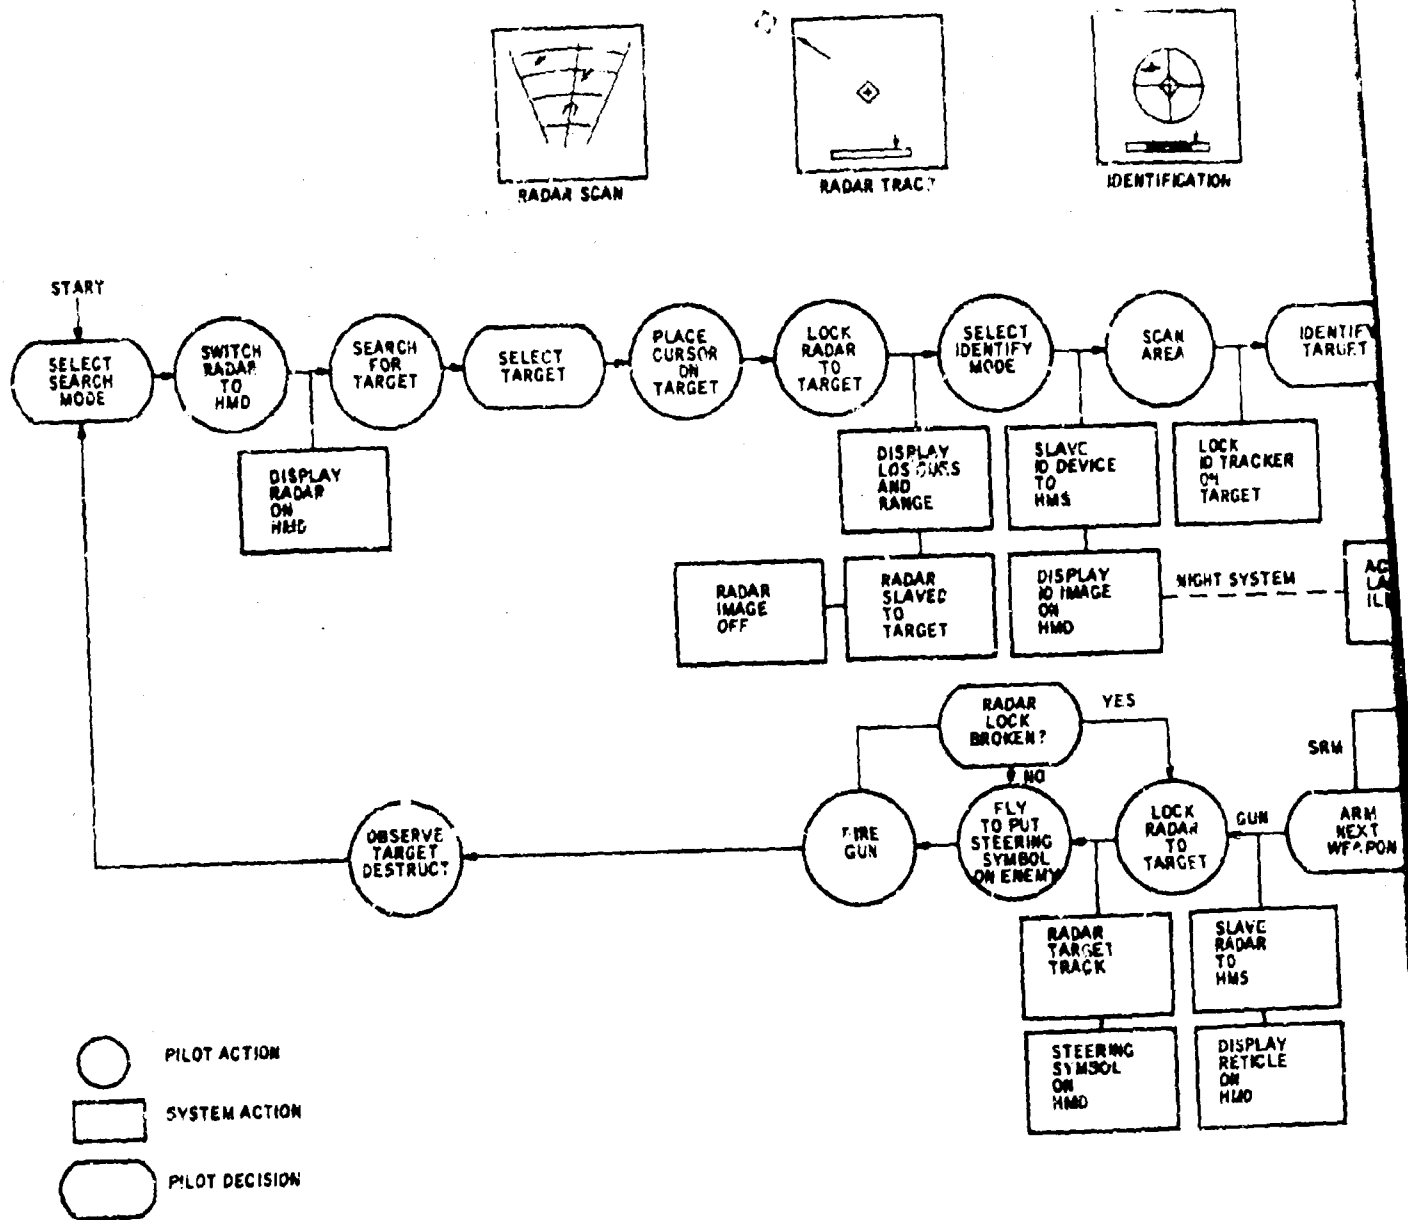 RADAR SCAN
RADAR TRAC
IDENTIFICATION
START
SELECT
SEARCH
MODE
SWITCH
RADAR
TO
HMD
SEARCH
FOR
TARGET
SELECT
TARGET
PLACE
CURSOR
ON
TARGET
LOCK
RADAR
TO
TARGET
SELECT
IDENTIFY
MODE
SCAN
AREA
IDENTIFY
TARGET
DISPLAY
RADAR
ON
HMD
DISPLAY
LOS
AND
RANGE
SLAVE
ID DEVICE
TO
HMS
LOCK
ID TRACKER
ON
TARGET
RADAR
IMAGE
OFF
RADAR
SLAVED
TO
TARGET
DISPLAY
ID IMAGE
ON
HMD
NIGHT SYSTEM
AC
LA
IL
RADAR
LOCK
BROKEN?
YES
NO
SRM
OBSERVE
TARGET
DESTRUCT
FIRE
GUN
FLY
TO PUT
STEERING
SYMBOL
ON ENEMY
LOCK
RADAR
TO
TARGET
GUN
ARM
NEXT
WEAPON
RADAR
TARGET
TRACK
SLAVE
RADAR
TO
HMS
STEERING
SYMBOL
ON
HMD
DISPLAY
RETICLE
ON
HMD
PILOT ACTION
SYSTEM ACTION
PILOT DECISION